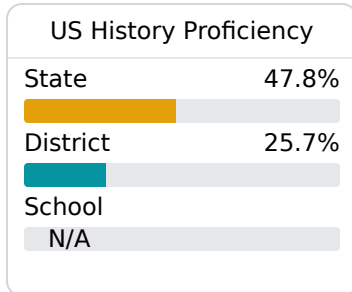 US History Proficiency
State 47.8%
District 25.7%
School
N/A